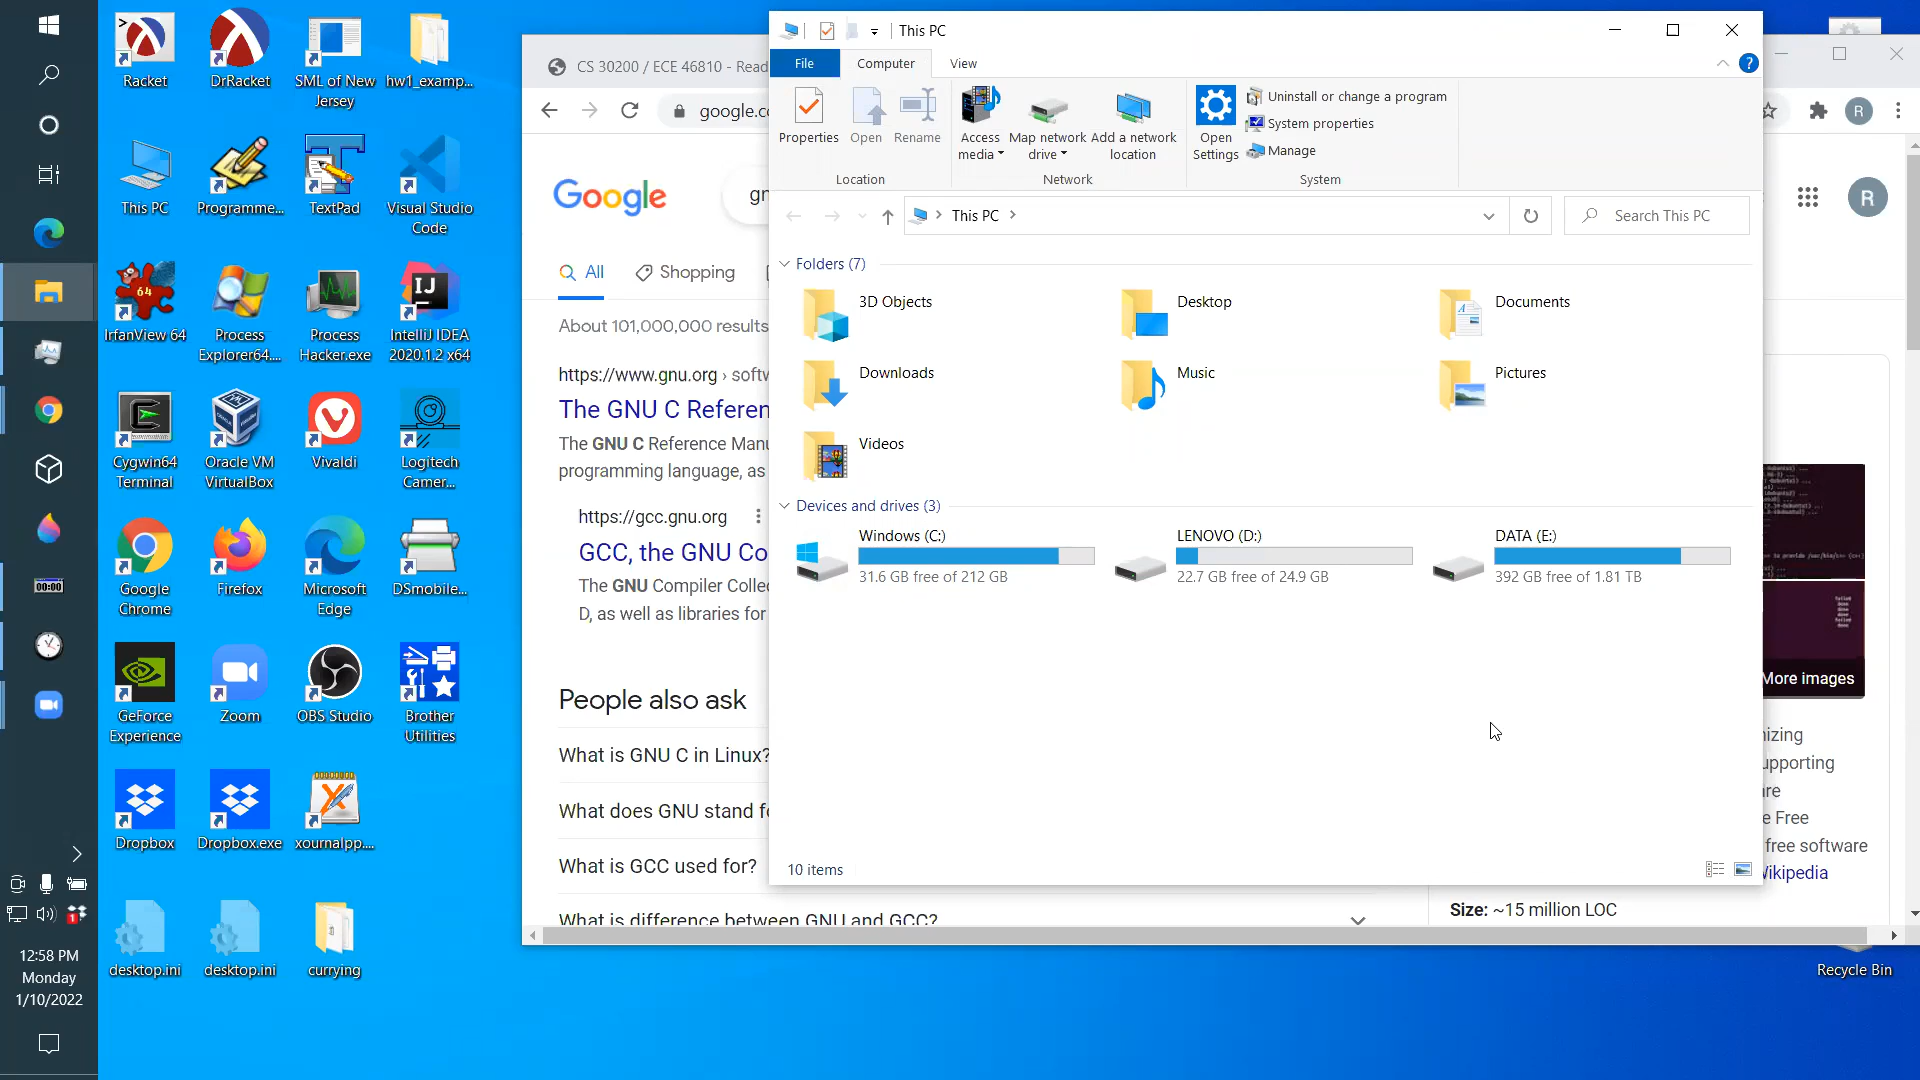 Racket
DrRacket
SML of New
Jersey
hw1_examp...
This PC
Programme...
TextPad
Visual Studio
Code
IrfanView 64
Process
Explorer64....
Process
Hacker.exe
IntelliJ IDEA
2020.1.2 x64
Cygwin64
Terminal
Oracle VM
VirtualBox
Vivaldi
Logitech
Camer...
Google
Chrome
Firefox
Microsoft
Edge
DSmobile...
GeForce
Experience
Zoom
OBS Studio
Brother
Utilities
Dropbox
Dropbox.exe
xournalpp....
desktop.ini
desktop.ini
currying
00:00
12:58 PM
Monday
1/10/2022
CS 30200 / ECE 46810 - Read
google.co
R
Google
gn
R
All
Shopping
About 101,000,000 results
https://www.gnu.org › softw
The GNU C Referen
The GNU C Reference Manu
programming language, as
https://gcc.gnu.org
GCC, the GNU Co
The GNU Compiler Collec
D, as well as libraries for
People also ask
What is GNU C in Linux?
What does GNU stand fo
What is GCC used for?
What is difference between GNU and GCC?
This PC
File
Computer
View
Properties
Open
Rename
Location
Access
media
Map network
drive
Add a network
location
Network
Open
Settings
Uninstall or change a program
System properties
Manage
System
This PC
Search This PC
Folders (7)
3D Objects
Desktop
Documents
Downloads
Music
Pictures
Videos
Devices and drives (3)
Windows (C:)
31.6 GB free of 212 GB
LENOVO (D:)
22.7 GB free of 24.9 GB
DATA (E:)
392 GB free of 1.81 TB
10 items
More images
izing
upporting
re
e Free
free software
Wikipedia
Size: ~15 million LOC
Recycle Bin